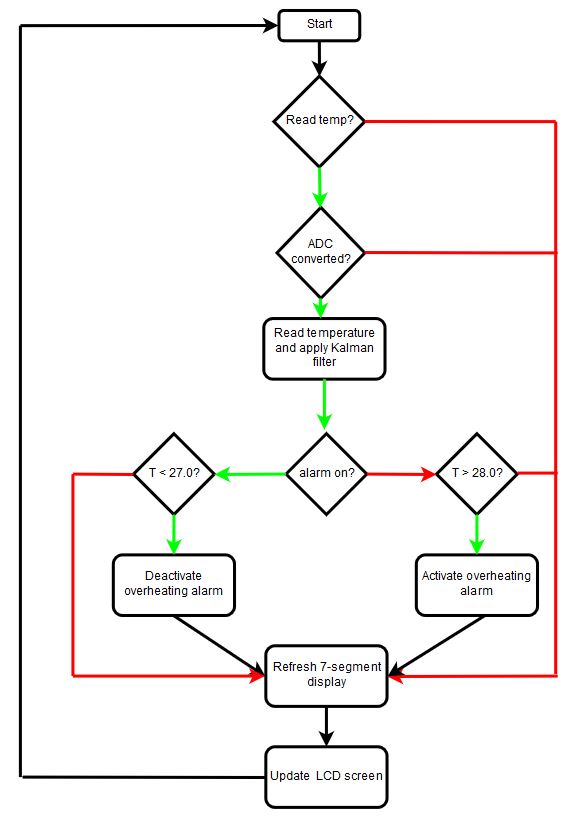 Start
Read temp?
ADC
converted?
Read temperature
and apply Kalman
filter
T < 27.0?
alarm on?
T > 28.0?
Deactivate
overheating alarm
Activate overheating
alarm
Refresh 7-segment
display
Update LCD screen